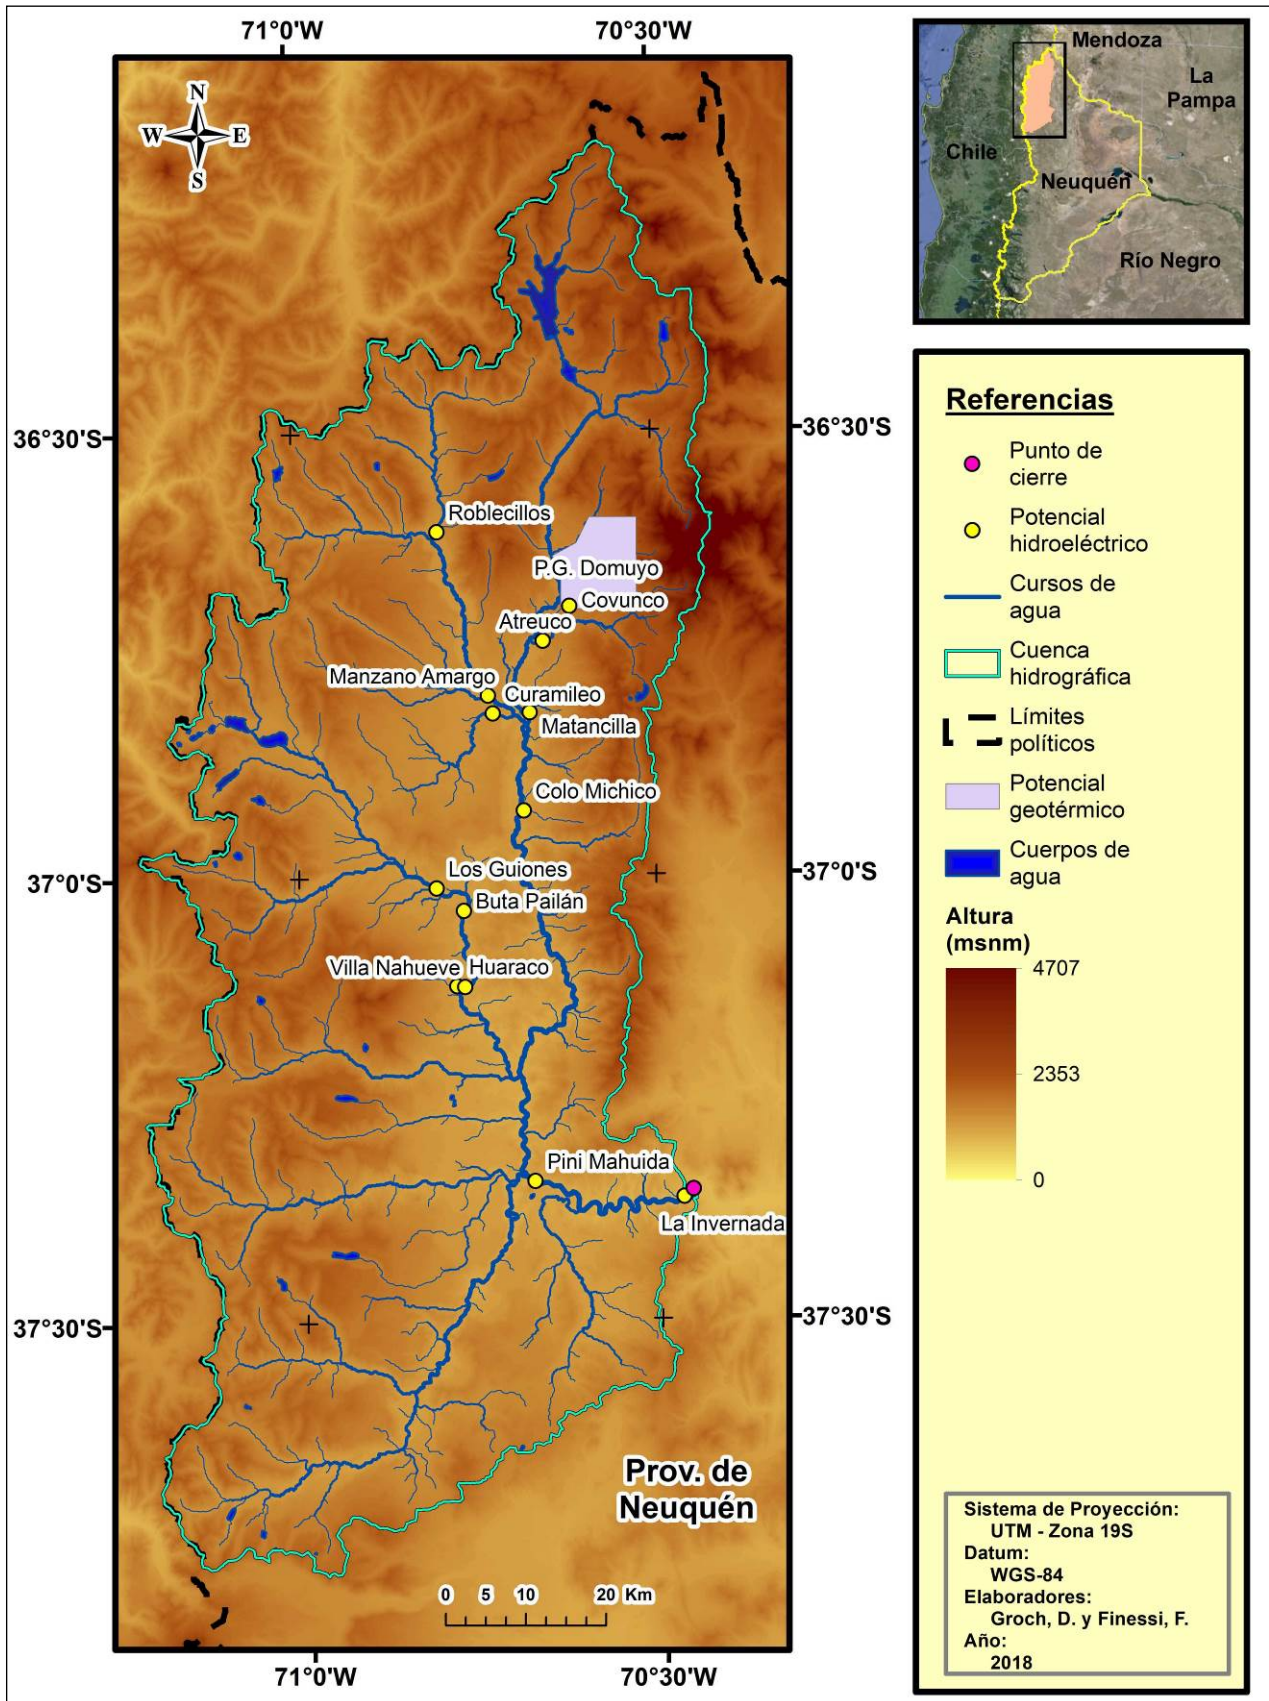 71°0'W
70°30'W
N
W
E
S
36°30'S
36°30'S
Roblecillos
P.G. Domuyo
Covunco
Atreuco
Manzano Amargo
Curamileo
Matancilla
Colo Michico
37°0'S
37°0'S
Los Guiones
Buta Pailán
Villa Nahueve
Huaraco
Pini Mahuida
La Invernada
37°30'S
37°30'S
Prov. de
Neuquén
0 5 10 20 Km
71°0'W
70°30'W
Mendoza
La
Pampa
Chile
Neuquén
Río Negro
Referencias
Punto de
cierre
Potencial
hidroeléctrico
Cursos de
agua
Cuenca
hidrográfica
Límites
políticos
Potencial
geotérmico
Cuerpos de
agua
Altura
(msnm)
4707
2353
0
Sistema de Proyección:
UTM - Zona 19S
Datum:
WGS-84
Elaboradores:
Groch, D. y Finessi, F.
Año:
2018